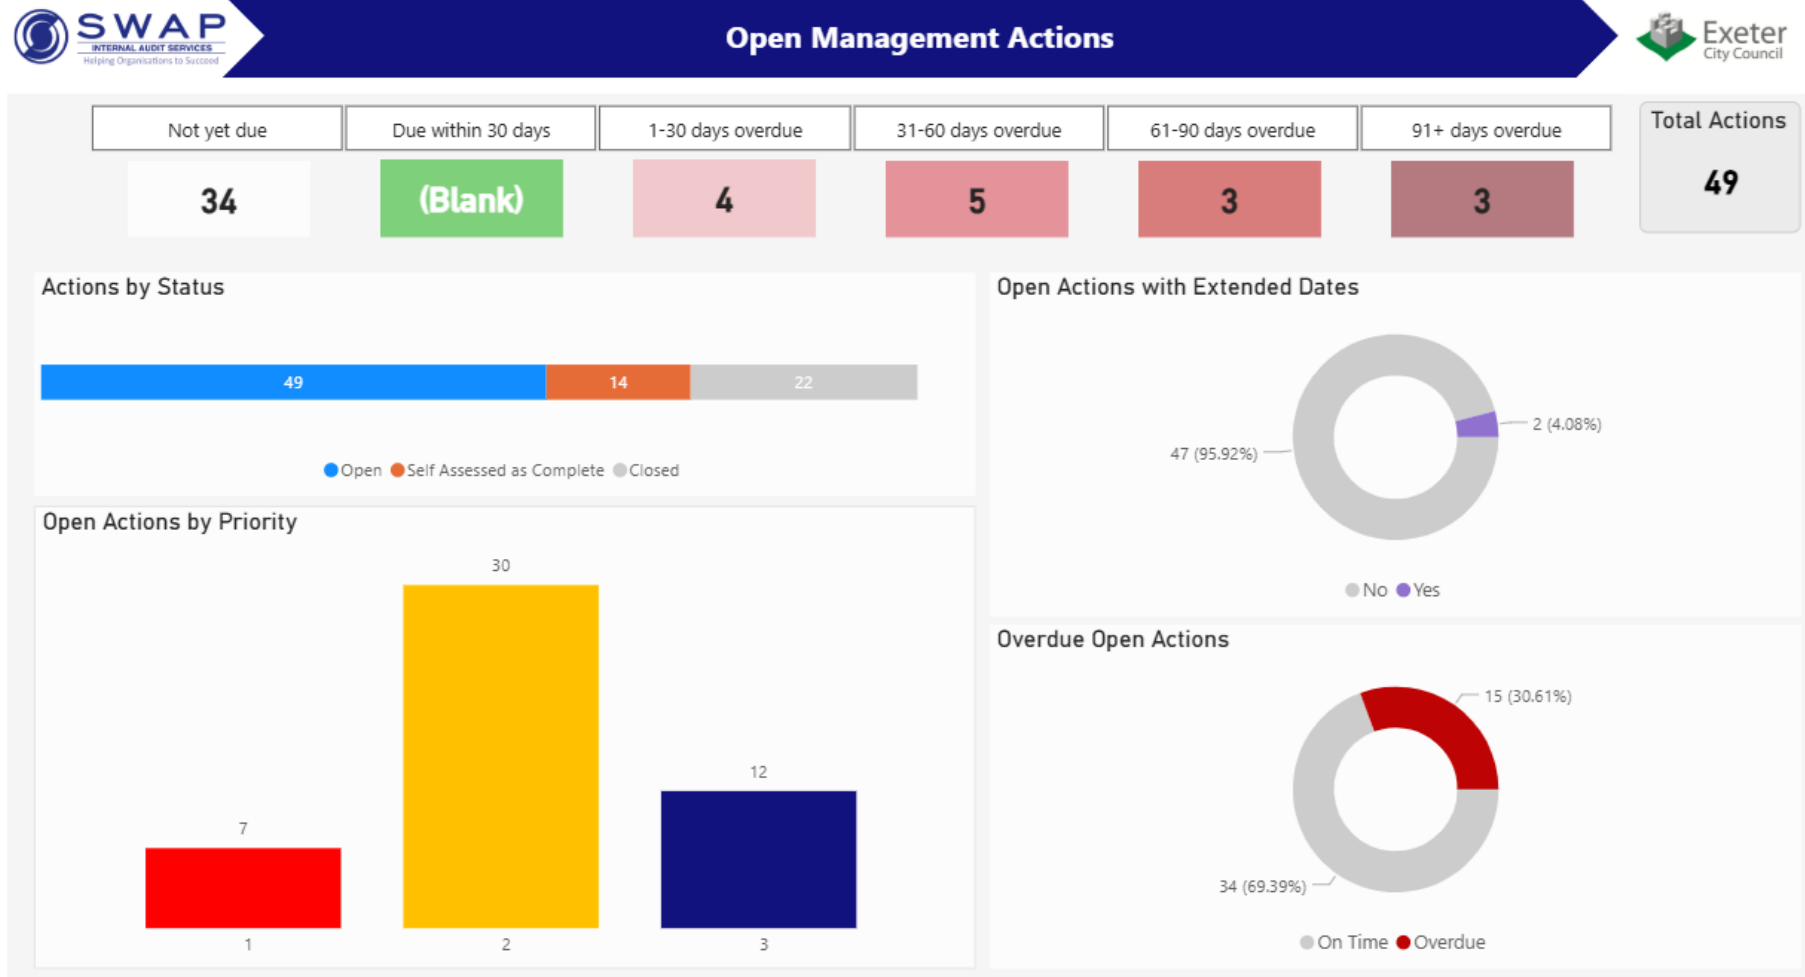 SWAP
INTERNAL AUDIT SERVICES
Helping Organisations to Succeed
Open Management Actions
Exeter
City Council
Not yet due
Due within 30 days
1-30 days overdue
31-60 days overdue
61-90 days overdue
91+ days overdue
Total Actions
34
(Blank)
4
5
3
3
49
Actions by Status
49
14
22
Open
Self Assessed as Complete
Closed
Open Actions with Extended Dates
2 (4.08%)
47 (95.92%)
No
Yes
Open Actions by Priority
30
12
7
1
2
3
Overdue Open Actions
15 (30.61%)
34 (69.39%)
On Time
Overdue